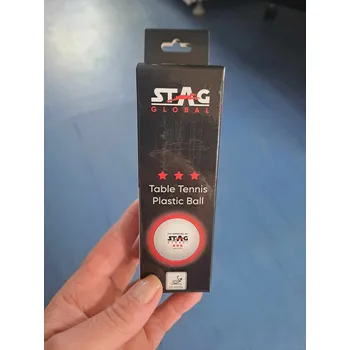 STAG
GLOBAL
Table Tennis
Plastic Ball
STAG